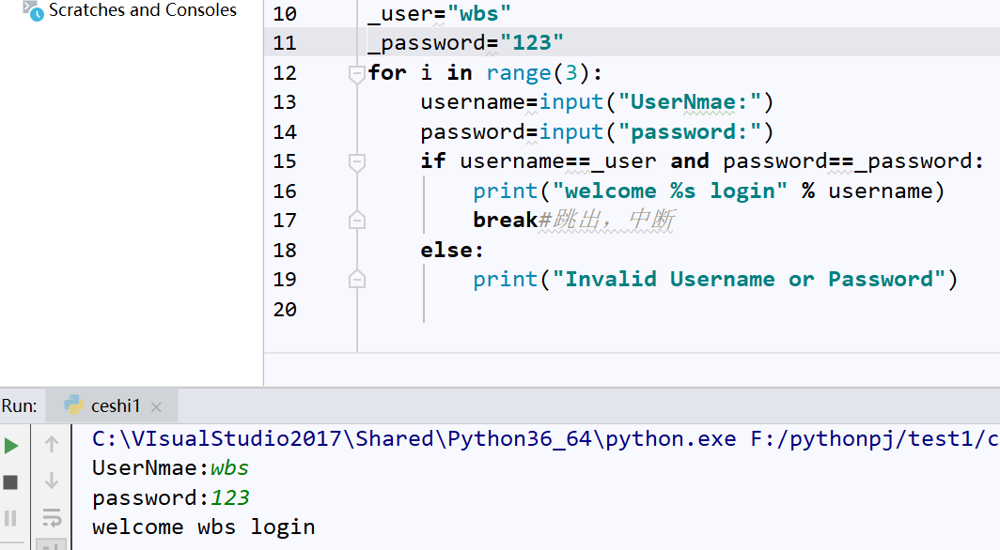 Scratches and Consoles
10 _user="wbs"
11 _password="123"
12 for i in range(3):
13 username=input("UserNmae:")
14 password=input("password:")
15 if username==_user and password==_password:
16 print("welcome %s login" % username)
17 break#跳出，中断
18 else:
19 print("Invalid Username or Password")
20
Run: ceshi1
C:\VIsualStudio2017\Shared\Python36_64\python.exe F:/pythonpj/test1/c
UserNmae:wbs
password:123
welcome wbs login